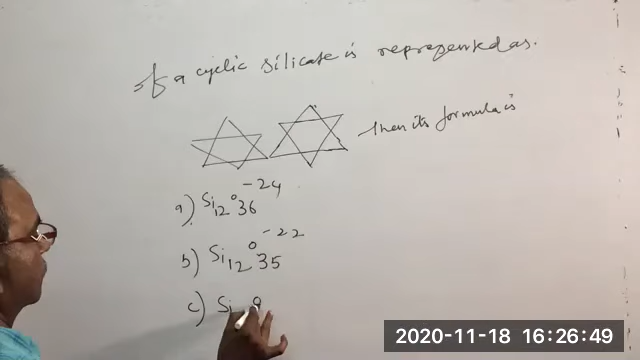 If a cyclic silicate is reprezented as.
then its formula is
a) Si12O36^-24
b) Si12O35^-22
c) Si
2020-11-18 16:26:49